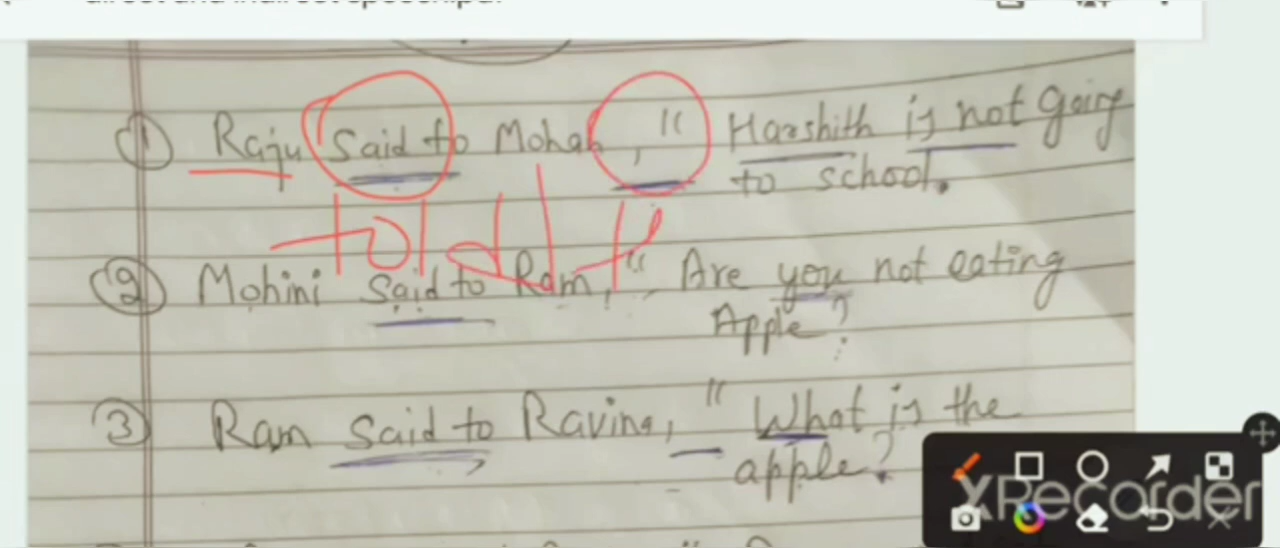 ① Raju Said to Mohan, " Harshith is not going
to school.
told
② Mohini said to Ram, " Are you not eating
Apple?
③ Ram said to Ravina, " What is the
apple?
XRecorder